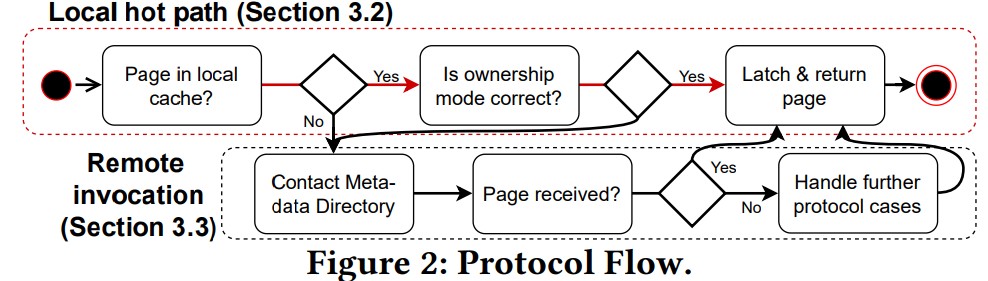 Local hot path (Section 3.2)
Page in local
cache?
Yes
Is ownership
mode correct?
Yes
Latch & return
page
No
Remote
invocation
(Section 3.3)
Contact Meta-
data Directory
Page received?
Yes
No
Handle further
protocol cases
Figure 2: Protocol Flow.